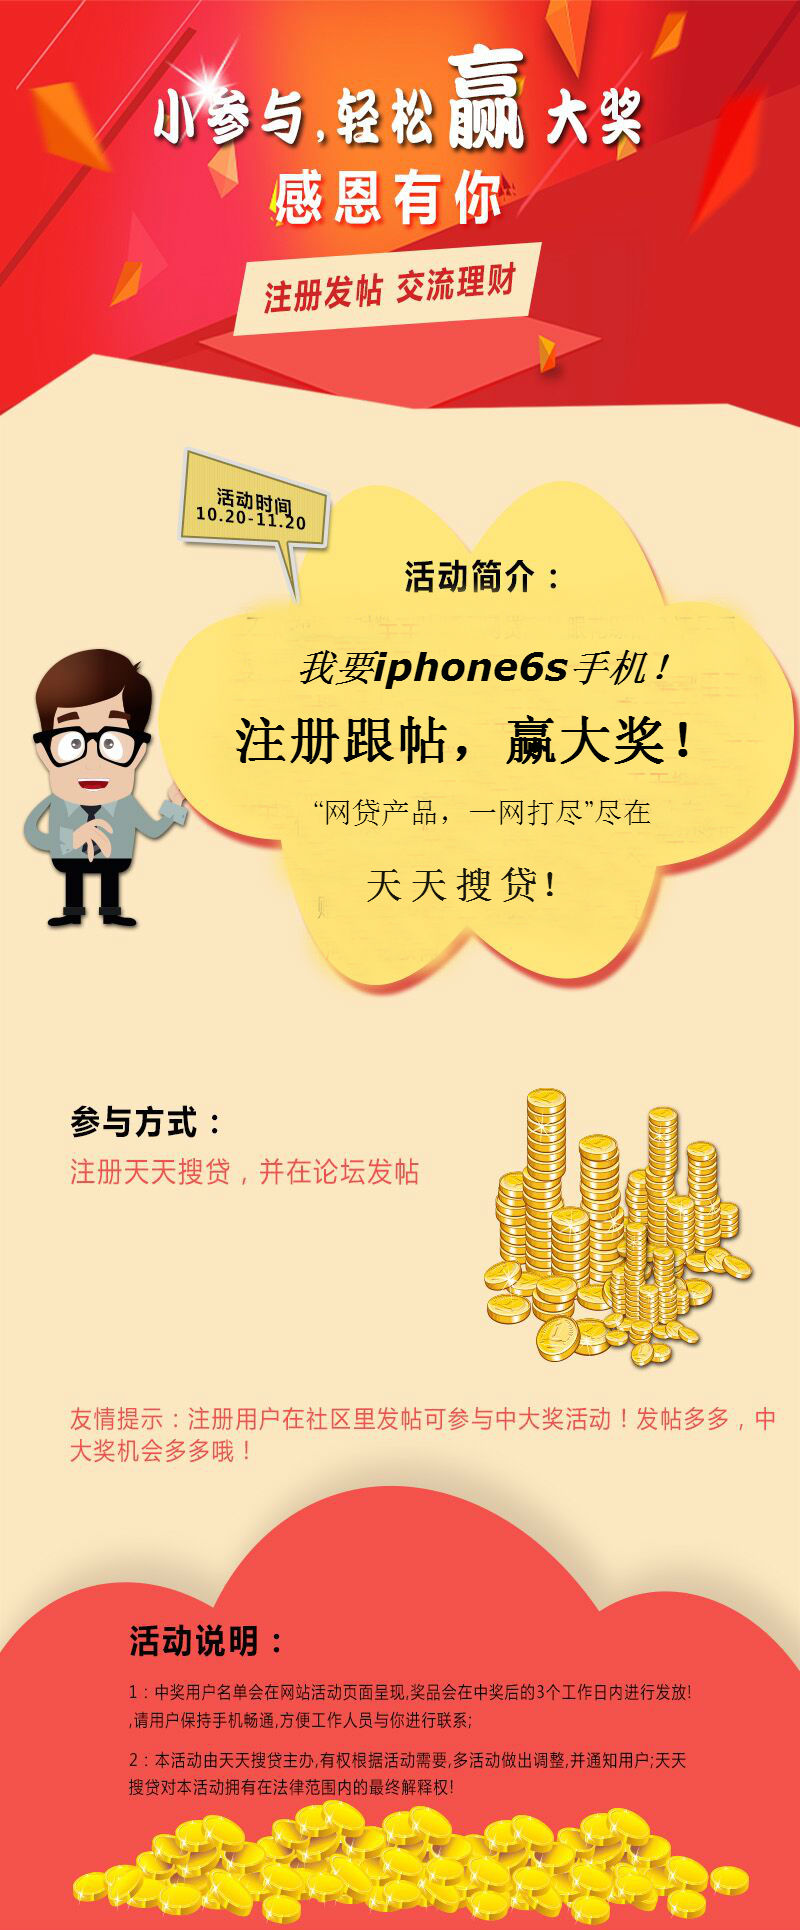 小参与,轻松赢大奖
感恩有你
注册发帖 交流理财
活动时间
10.20-11.20
活动简介：
我要iphone6s手机！
注册跟帖，赢大奖！
“网贷产品，一网打尽”尽在
天天搜贷！
参与方式：
注册天天搜贷，并在论坛发帖
友情提示：注册用户在社区里发帖可参与中大奖活动！发帖多多，中
大奖机会多多哦！
活动说明：
1：中奖用户名单会在网站活动页面呈现,奖品会在中奖后的3个工作日内进行发放!
,请用户保持手机畅通,方便工作人员与你进行联系;
2：本活动由天天搜贷主办,有权根据活动需要,多活动做出调整,并通知用户;天天
搜贷对本活动拥有在法律范围内的最终解释权!